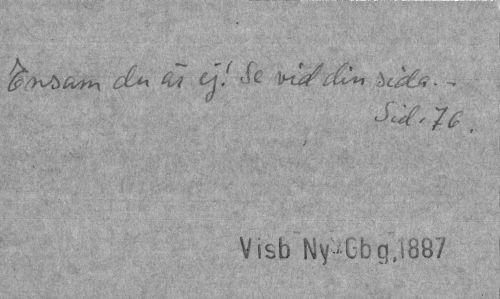 Ensam du är ej! Se vid din sida. –
Sid. 76.
Visb Ny Gbg, 1887